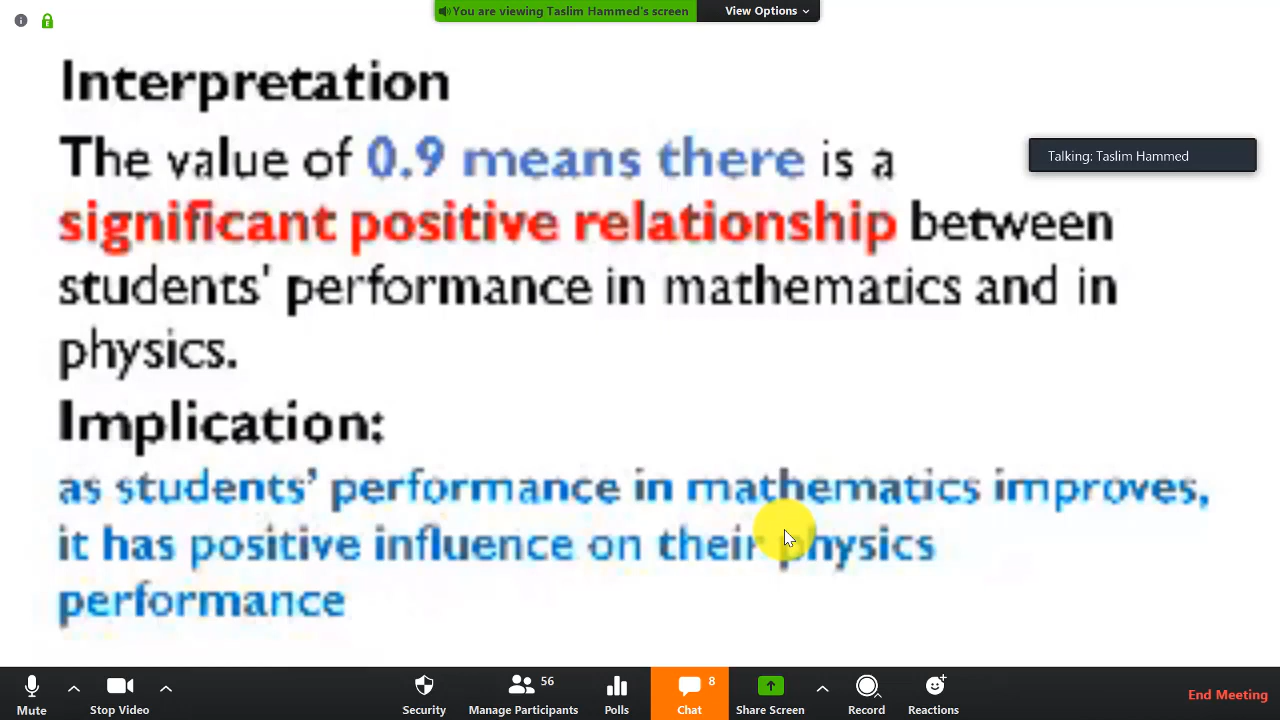 You are viewing Taslim Hammed's screen
View Options
Interpretation
The value of 0.9 means there is a
Talking: Taslim Hammed
significant positive relationship between
students' performance in mathematics and in
physics.
Implication:
as students’ performance in mathematics improves,
it has positive influence on their physics
performance
Mute
Stop Video
Security
Manage Participants
56
Polls
Chat
8
Share Screen
Record
Reactions
End Meeting